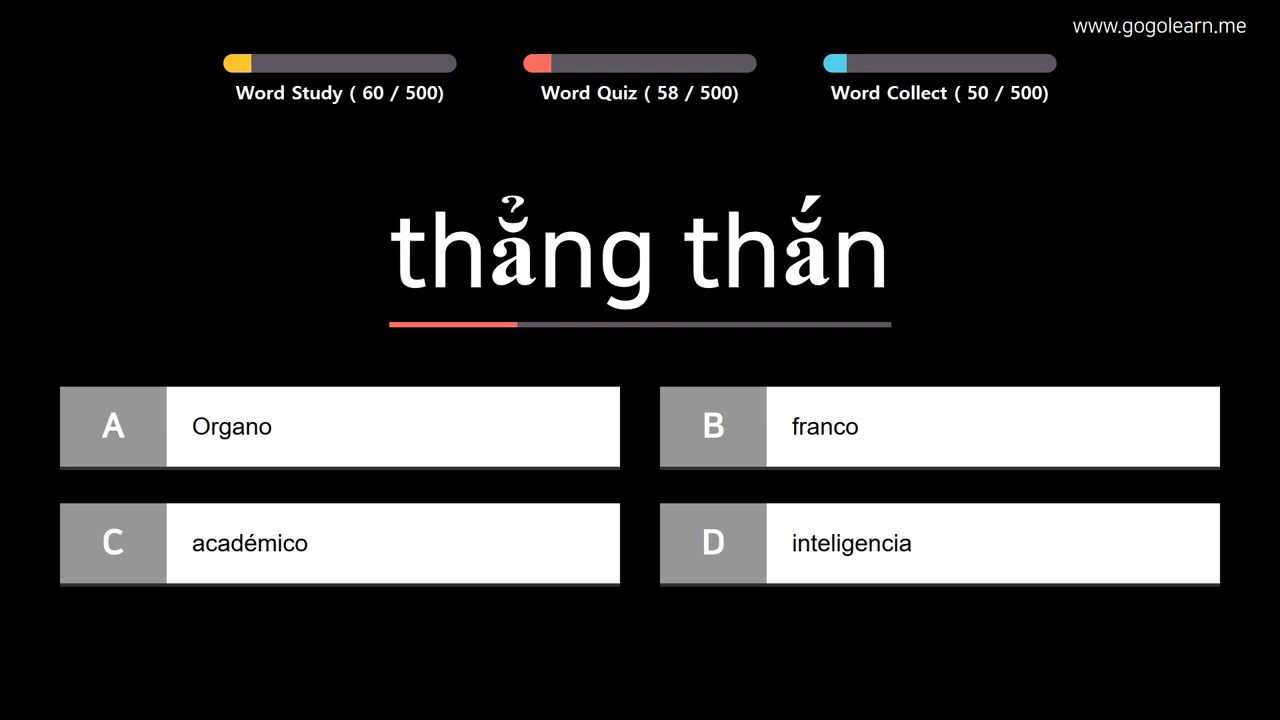 www.gogolearn.me
Word Study ( 60 / 500)
Word Quiz ( 58 / 500)
Word Collect ( 50 / 500)
thẳng thắn
A Organo
B franco
C académico
D inteligencia